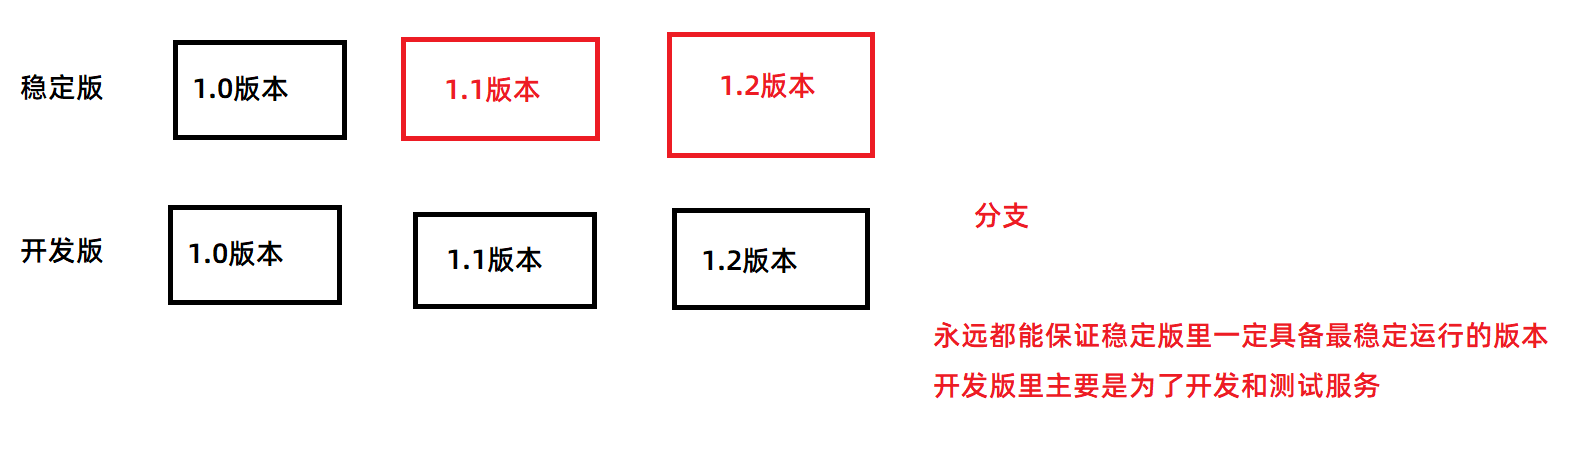 稳定版
1.0版本
1.1版本
1.2版本
分支
开发版
1.0版本
1.1版本
1.2版本
永远都能保证稳定版里一定具备最稳定运行的版本
开发版里主要是为了开发和测试服务